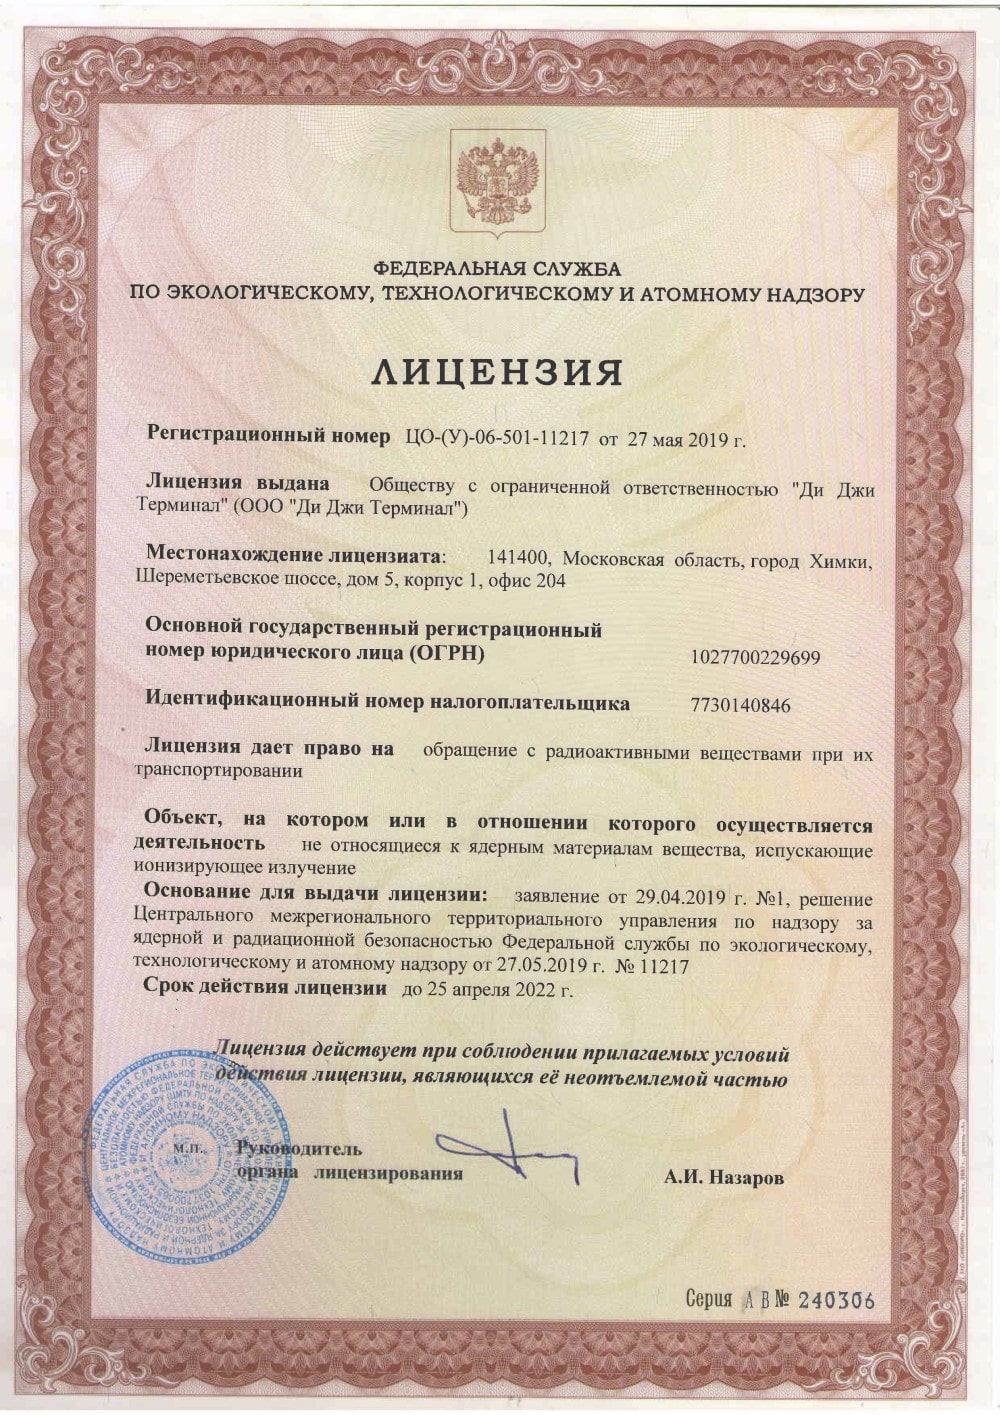 ФЕДЕРАЛЬНАЯ СЛУЖБА
ПО ЭКОЛОГИЧЕСКОМУ, ТЕХНОЛОГИЧЕСКОМУ И АТОМНОМУ НАДЗОРУ
ЛИЦЕНЗИЯ
Регистрационный номер ЦО-(У)-06-501-11217 от 27 мая 2019 г.
Лицензия выдана Обществу с ограниченной ответственностью "Ди Джи
Терминал" (ООО "Ди Джи Терминал")
Местонахождение лицензиата: 141400, Московская область, город Химки,
Шереметьевское шоссе, дом 5, корпус 1, офис 204
Основной государственный регистрационный
номер юридического лица (ОГРН) 1027700229699
Идентификационный номер налогоплательщика 7730140846
Лицензия дает право на обращение с радиоактивными веществами при их
транспортировании
Объект, на котором или в отношении которого осуществляется
деятельность не относящиеся к ядерным материалам вещества, испускающие
ионизирующее излучение
Основание для выдачи лицензии: заявление от 29.04.2019 г. №1, решение
Центрального межрегионального территориального управления по надзору за
ядерной и радиационной безопасностью Федеральной службы по экологическому,
технологическому и атомному надзору от 27.05.2019 г. № 11217
Срок действия лицензии до 25 апреля 2022 г.
Лицензия действует при соблюдении прилагаемых условий
действия лицензии, являющихся её неотъемлемой частью
М.П. Руководитель
органа лицензирования А.И. Назаров
Серия А В № 240306